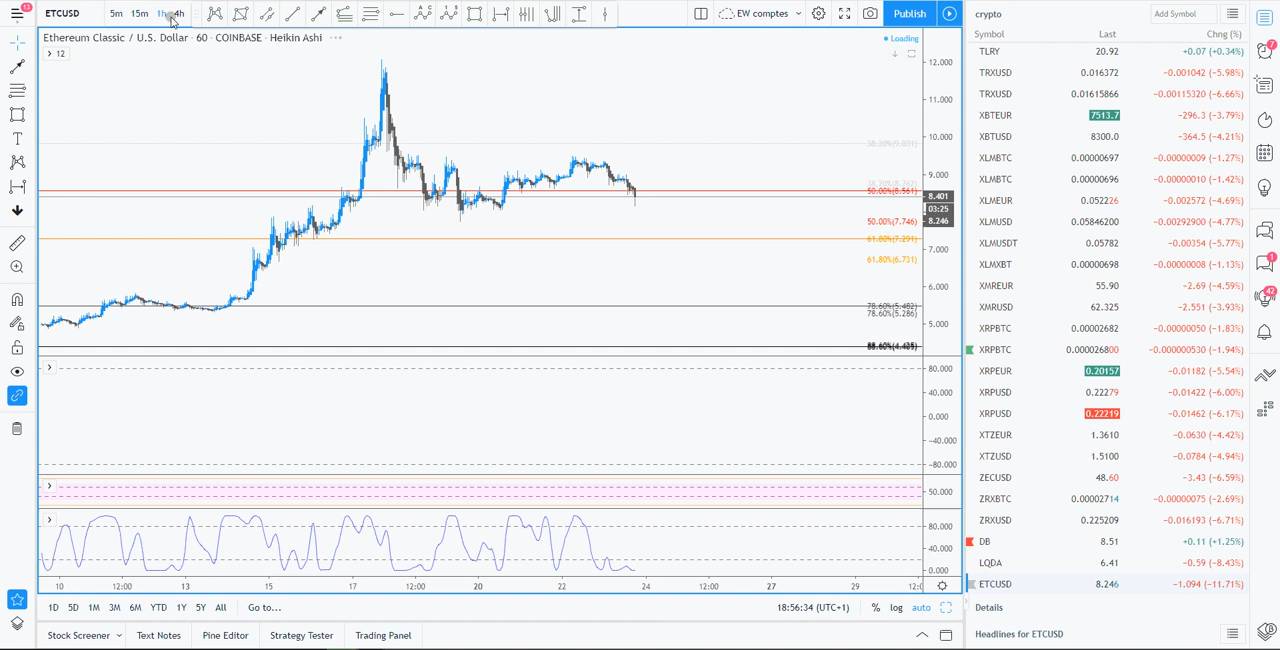 13
ETCUSD 5m 15m 1h 4h EW comptes Publish
Ethereum Classic / U.S. Dollar · 60 · COINBASE · Heikin Ashi
Loading
12
12.000
11.000
10.000
9.000
8.401
03:25
8.246
7.000
6.000
5.000
38.20%(9.831)
50.00%(8.561)
50.00%(7.746)
61.80%(7.291)
61.80%(6.731)
78.60%(5.482)
78.60%(5.286)
80.000
40.000
0.000
−40.000
−80.000
50.000
80.000
40.000
0.000
10 12:00 13 15 17 12:00 20 22 24 12:00 27 29
1D 5D 1M 3M 6M YTD 1Y 5Y All Go to... 18:56:34 (UTC+1) % log auto
Stock Screener Text Notes Pine Editor Strategy Tester Trading Panel
crypto Add Symbol
Symbol Last Chng (%)
TLRY 20.92 +0.07 (+0.34%)
TRXUSD 0.016372 −0.001042 (−5.98%)
TRXUSD 0.01615866 −0.00115320 (−6.66%)
XBTEUR 7513.7 −296.3 (−3.79%)
XBTUSD 8300.0 −364.5 (−4.21%)
XLMBTC 0.00000697 −0.00000009 (−1.27%)
XLMBTC 0.00000696 −0.00000010 (−1.42%)
XLMEUR 0.052226 −0.002572 (−4.69%)
XLMUSD 0.05846200 −0.00292900 (−4.77%)
XLMUSDT 0.05782 −0.00354 (−5.77%)
XLMXBT 0.00000698 −0.00000008 (−1.13%)
XMREUR 55.90 −2.69 (−4.59%)
XMRUSD 62.325 −2.551 (−3.93%)
XRPBTC 0.00002682 −0.00000050 (−1.83%)
XRPBTC 0.000026800 −0.000000530 (−1.94%)
XRPEUR 0.20157 −0.01182 (−5.54%)
XRPUSD 0.22279 −0.01422 (−6.00%)
XRPUSD 0.22219 −0.01462 (−6.17%)
XTZEUR 1.3610 −0.0630 (−4.42%)
XTZUSD 1.5100 −0.0784 (−4.94%)
ZECUSD 48.60 −3.43 (−6.59%)
ZRXBTC 0.00002714 −0.00000075 (−2.69%)
ZRXUSD 0.225209 −0.016193 (−6.71%)
DB 8.51 +0.11 (+1.25%)
LQDA 6.41 −0.59 (−8.43%)
ETCUSD 8.246 −1.094 (−11.71%)
Details
Headlines for ETCUSD
7
1
42